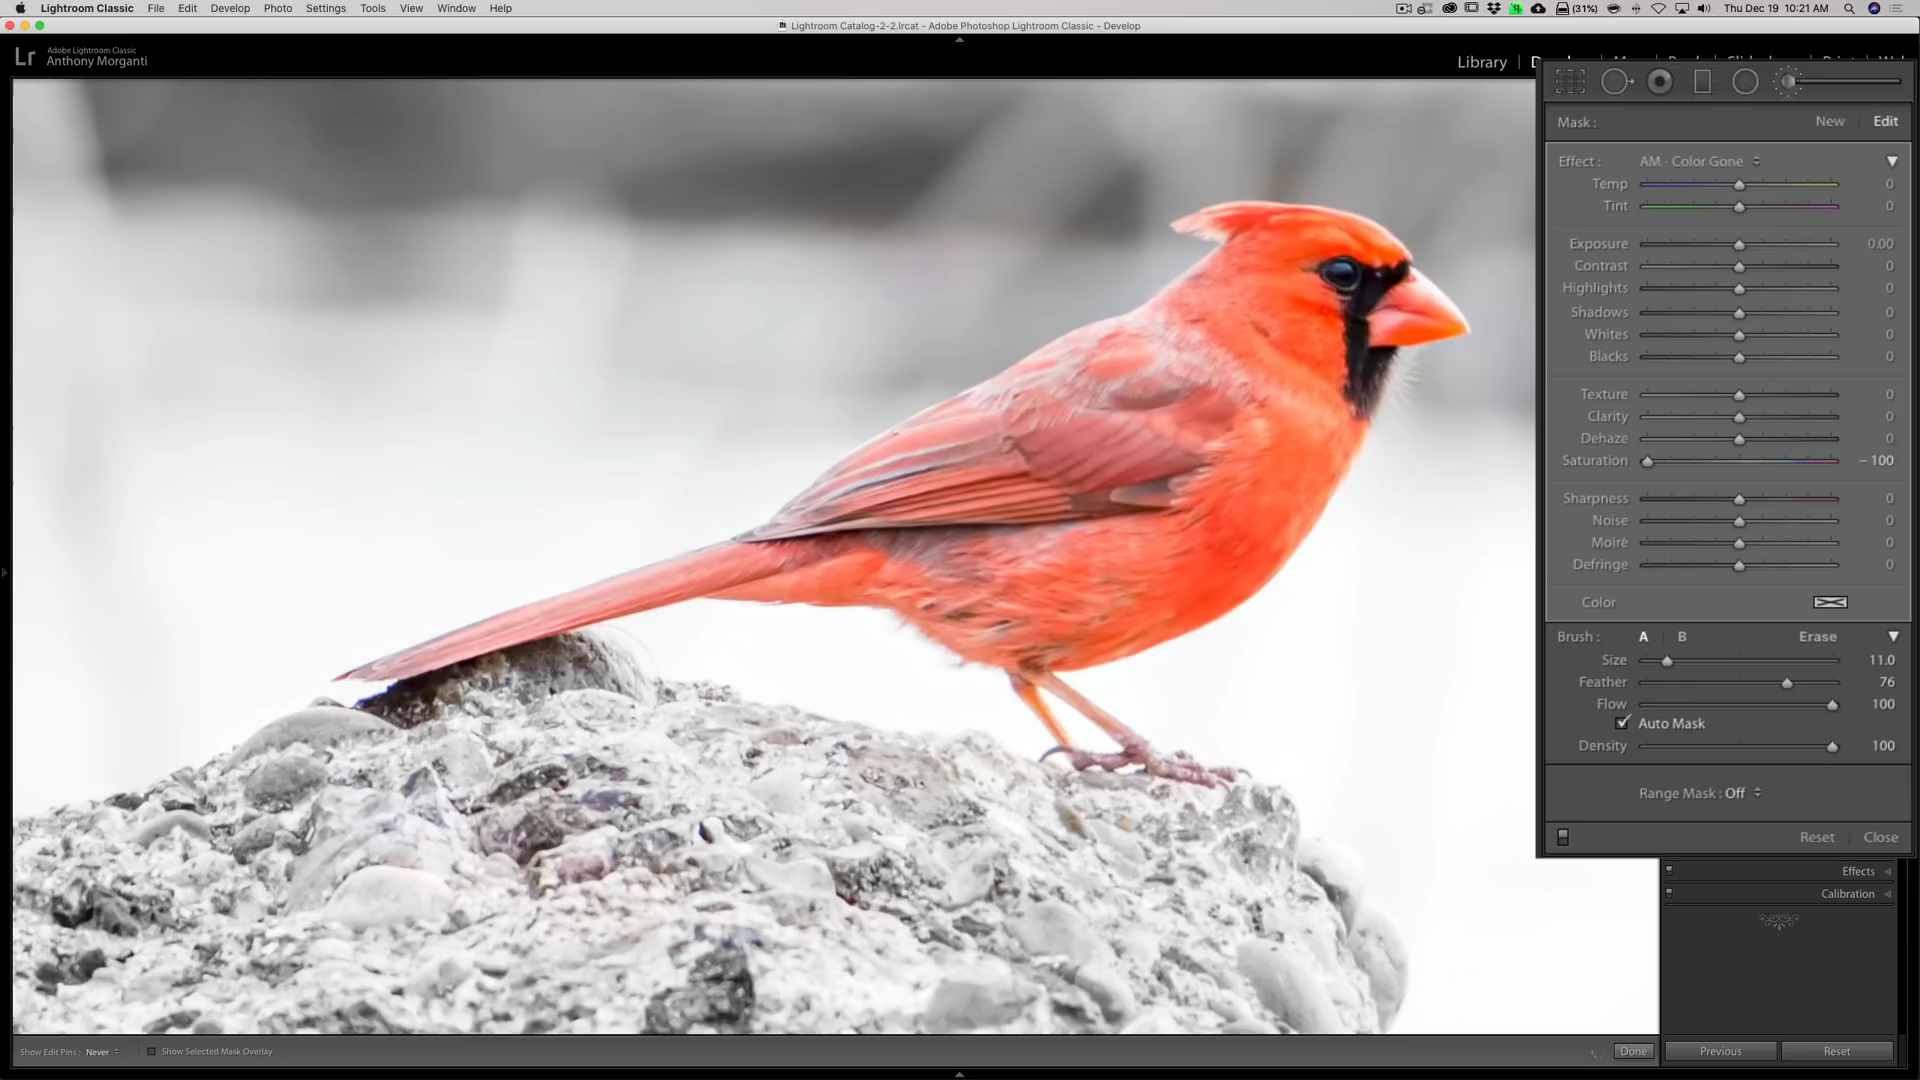 Lightroom Classic File Edit Develop Photo Settings Tools View Window Help (31%) Thu Dec 19 10:21 AM
Lightroom Catalog-2-2.lrcat - Adobe Photoshop Lightroom Classic - Develop
Lr Adobe Lightroom Classic
Anthony Morganti
Library | D
Mask : New Edit
Effect : AM - Color Gone
Temp 0
Tint 0
Exposure 0.00
Contrast 0
Highlights 0
Shadows 0
Whites 0
Blacks 0
Texture 0
Clarity 0
Dehaze 0
Saturation – 100
Sharpness 0
Noise 0
Moiré 0
Defringe 0
Color
Brush : A B Erase
Size 11.0
Feather 76
Flow 100
Auto Mask
Density 100
Range Mask : Off
Reset Close
Effects
Calibration
Show Edit Pins : Never Show Selected Mask Overlay Done Previous Reset